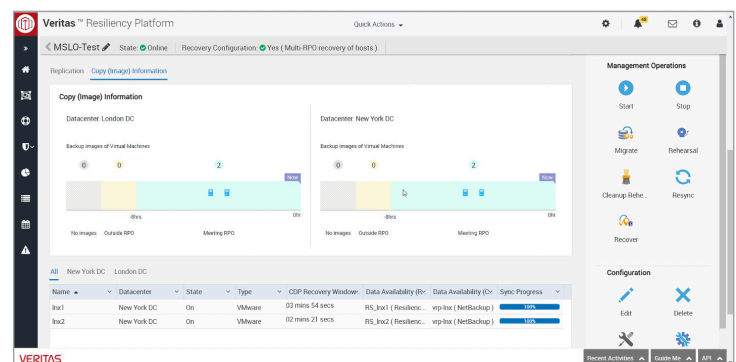 Veritas ™ Resiliency Platform
Quick Actions
MSLO-Test State: Online Recovery Configuration: Yes ( Multi-RPO recovery of hosts )
Replication Copy (Image) Information
Copy (Image) Information
Datacenter London DC
Backup images of Virtual Machines
0 0 2
Now
-8hrs 0hr
No images Outside RPO Meeting RPO
Datacenter New York DC
Backup images of Virtual Machines
0 0 2
Now
-8hrs 0hr
No images Outside RPO Meeting RPO
All New York DC London DC
Name Datacenter State Type CDP Recovery Window Data Availability (R Data Availability (C Sync Progress
lnx1 New York DC On VMware 03 mins 54 secs RS_lnx1 ( Resilienc... vrp-lnx ( NetBackup ) 100%
lnx2 New York DC On VMware 02 mins 21 secs RS_lnx2 ( Resilienc... vrp-lnx ( NetBackup ) 100%
Management Operations
Start Stop
Migrate Rehearsal
Cleanup Rehe... Resync
Recover
Configuration
Edit Delete
VERITAS
Recent Activities Guide Me API